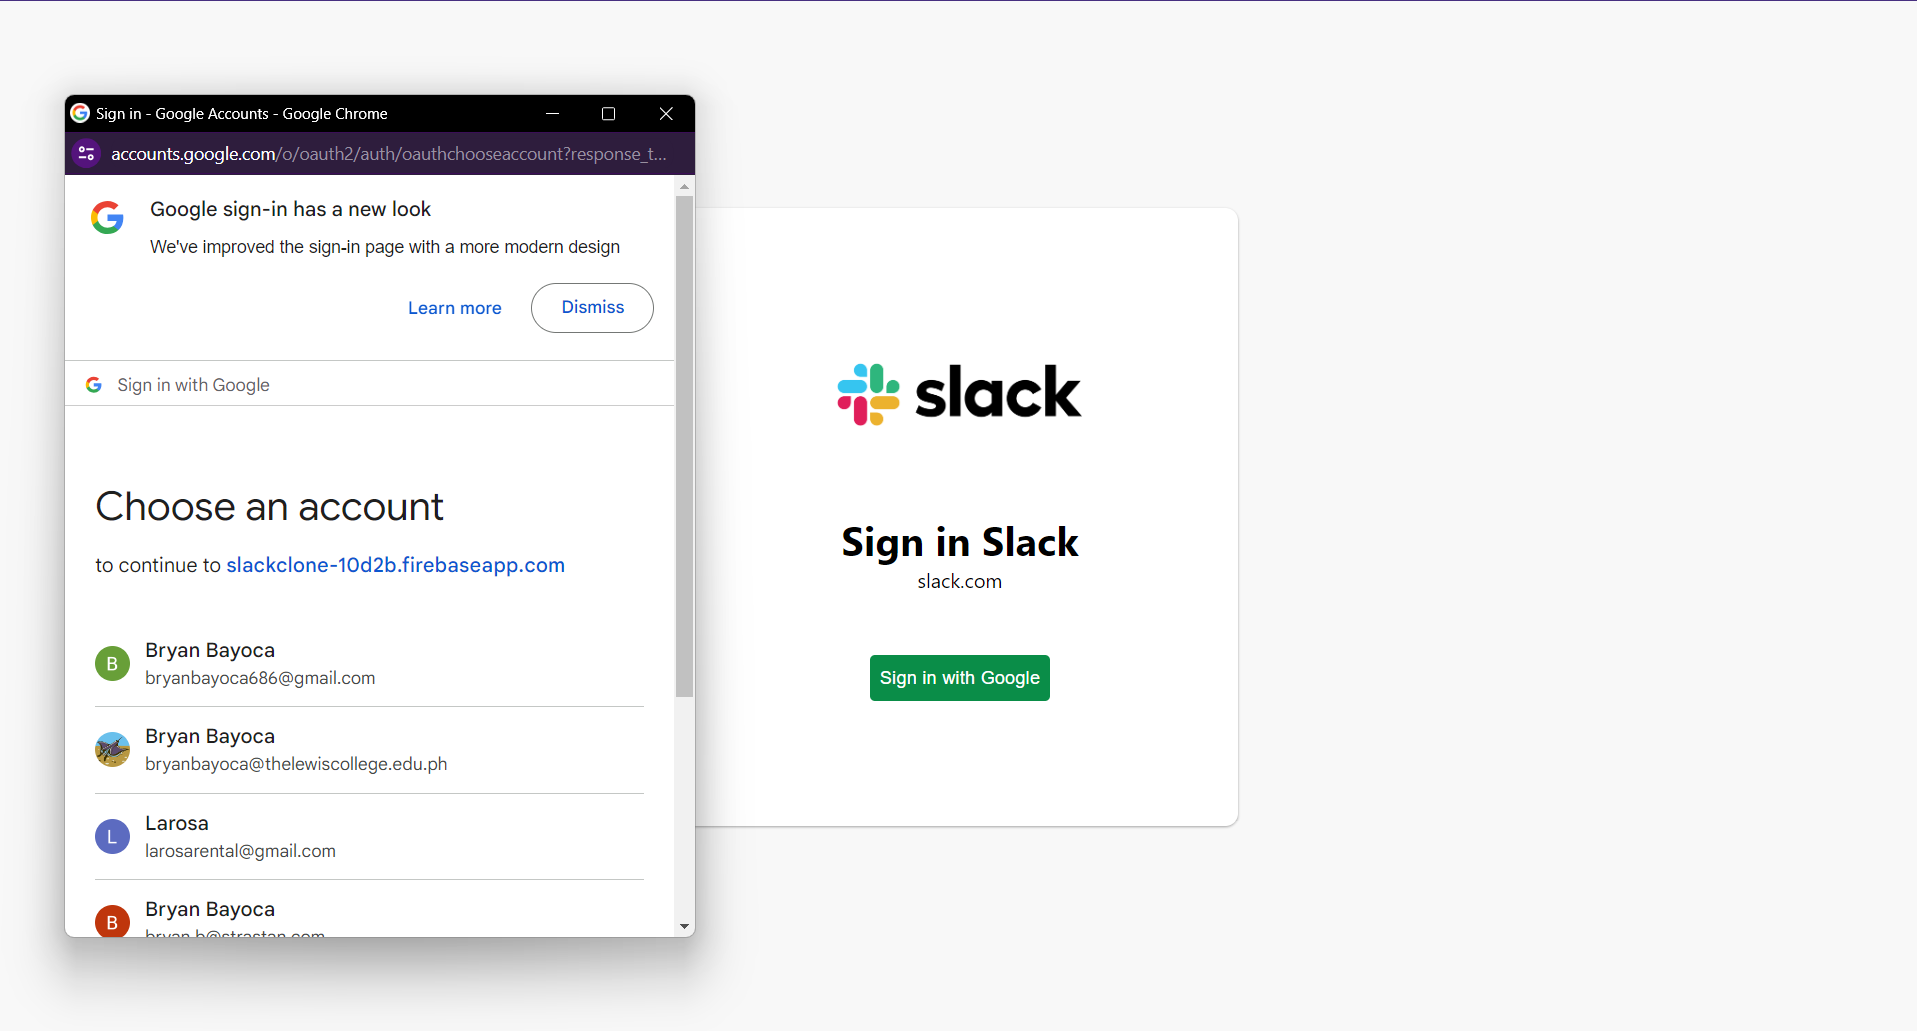 Sign in - Google Accounts - Google Chrome
accounts.google.com/o/oauth2/auth/oauthchooseaccount?response_t...
Google sign-in has a new look
We've improved the sign-in page with a more modern design
Learn more
Dismiss
Sign in with Google
Choose an account
to continue to slackclone-10d2b.firebaseapp.com
B
Bryan Bayoca
bryanbayoca686@gmail.com
Bryan Bayoca
bryanbayoca@thelewiscollege.edu.ph
L
Larosa
larosarental@gmail.com
B
Bryan Bayoca
bryan.b@strastan.com
slack
Sign in Slack
slack.com
Sign in with Google